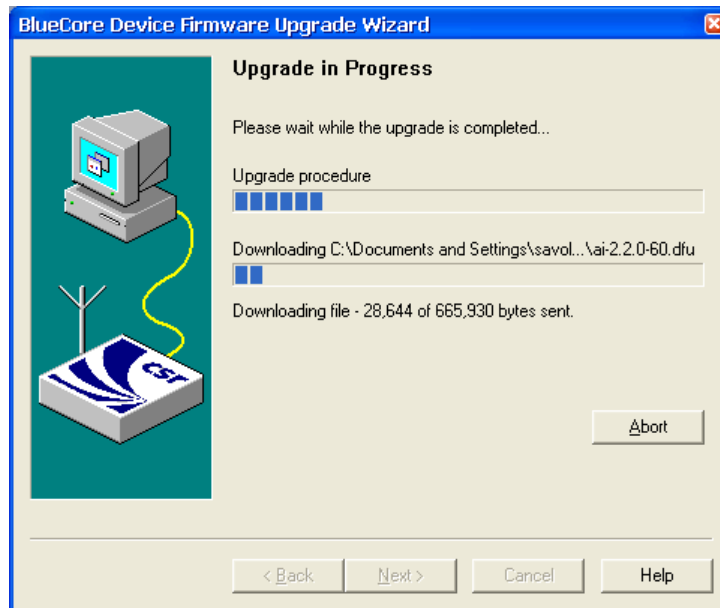 BlueCore Device Firmware Upgrade Wizard
Upgrade in Progress
Please wait while the upgrade is completed...
Upgrade procedure
Downloading C:\Documents and Settings\savol...\ai-2.2.0-60.dfu
Downloading file - 28,644 of 665,930 bytes sent.
csr
Abort
< Back
Next >
Cancel
Help